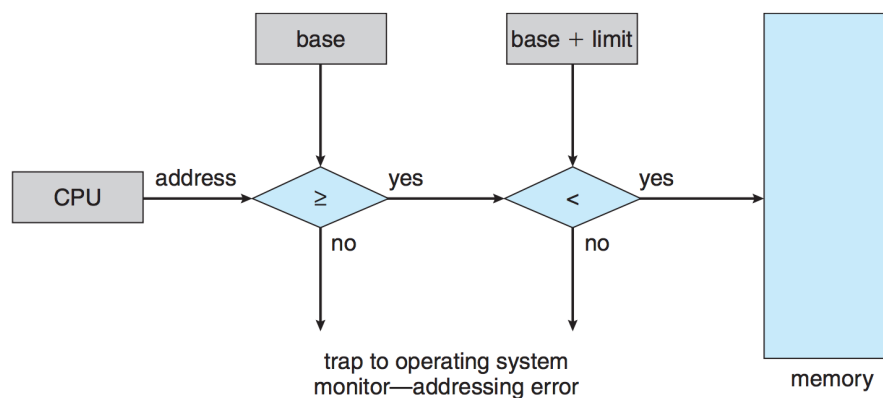 base
base + limit
CPU
address
≥
yes
<
yes
no
no
trap to operating system
monitor—addressing error
memory